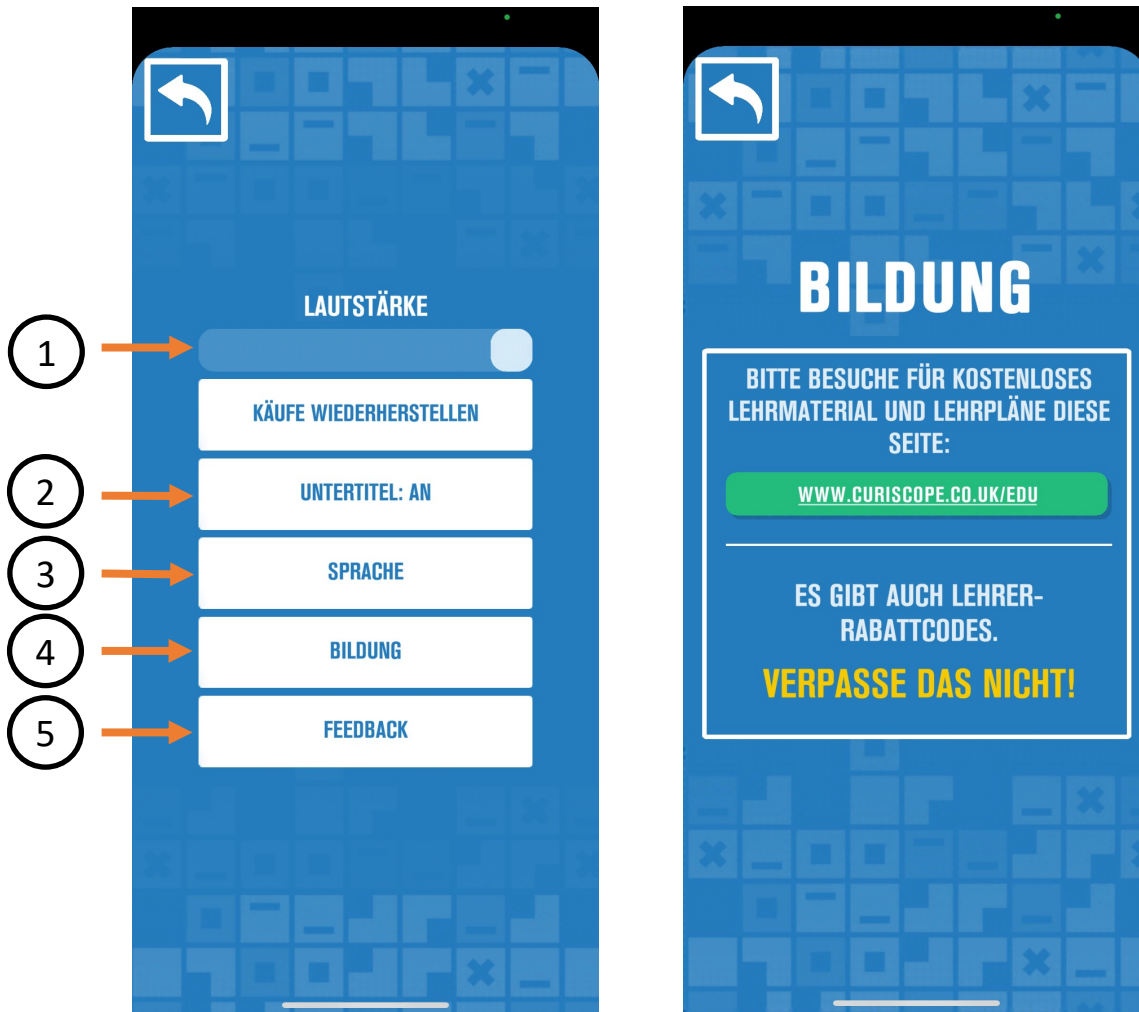 LAUTSTÄRKE
1
KÄUFE WIEDERHERSTELLEN
2
UNTERTITEL: AN
3
SPRACHE
4
BILDUNG
5
FEEDBACK
BILDUNG
BITTE BESUCHE FÜR KOSTENLOSES
LEHRMATERIAL UND LEHRPLÄNE DIESE
SEITE:
WWW.CURISCOPE.CO.UK/EDU
ES GIBT AUCH LEHRER-
RABATTCODES.
VERPASSE DAS NICHT!